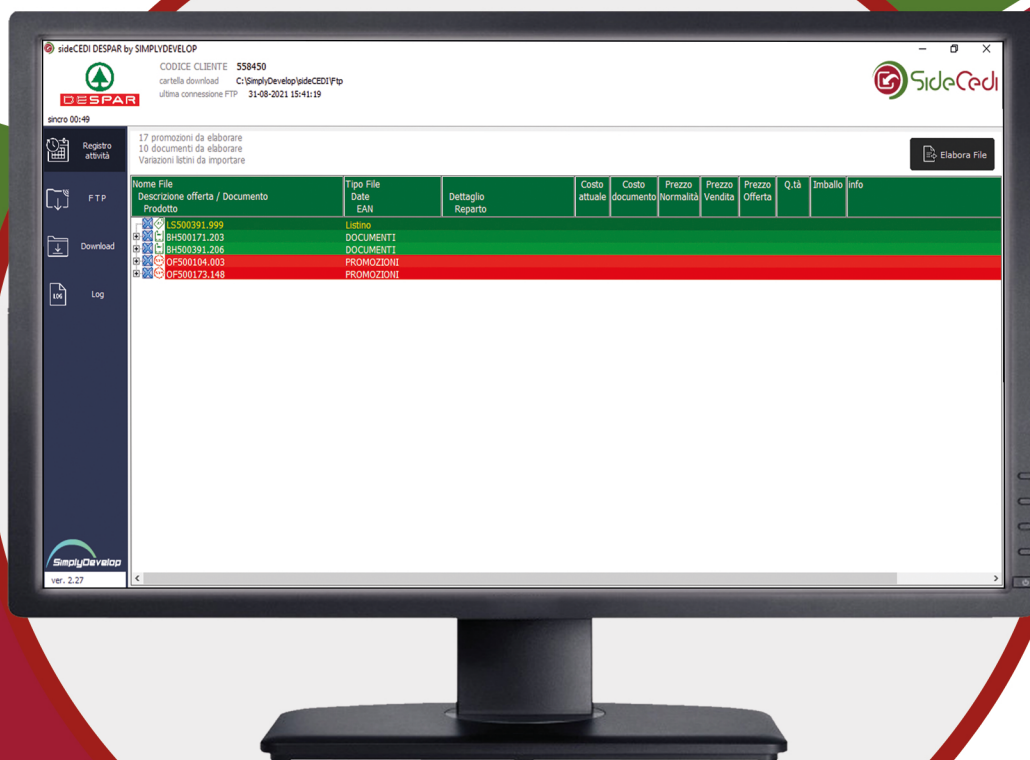 sideCEDI DESPAR by SIMPLYDEVELOP
DESPAR
CODICE CLIENTE 558450
cartella download C:\SimplyDevelop\sideCEDI\Ftp
ultima connessione FTP 31-08-2021 15:41:19
SideCedi
sincro 00:49
Registro attività
FTP
Download
LOG Log
17 promozioni da elaborare
10 documenti da elaborare
Variazioni listini da importare
Elabora File
Nome File Tipo File Costo Costo Prezzo Prezzo Prezzo Q.tà Imballo info
Descrizione offerta / Documento Date Dettaglio attuale documento Normalità Vendita Offerta
Prodotto EAN Reparto
LS500391.999 Listino
BH500171.203 DOCUMENTI
BH500391.206 DOCUMENTI
OF500104.003 PROMOZIONI
OF500173.148 PROMOZIONI
SimplyDevelop
ver. 2.27